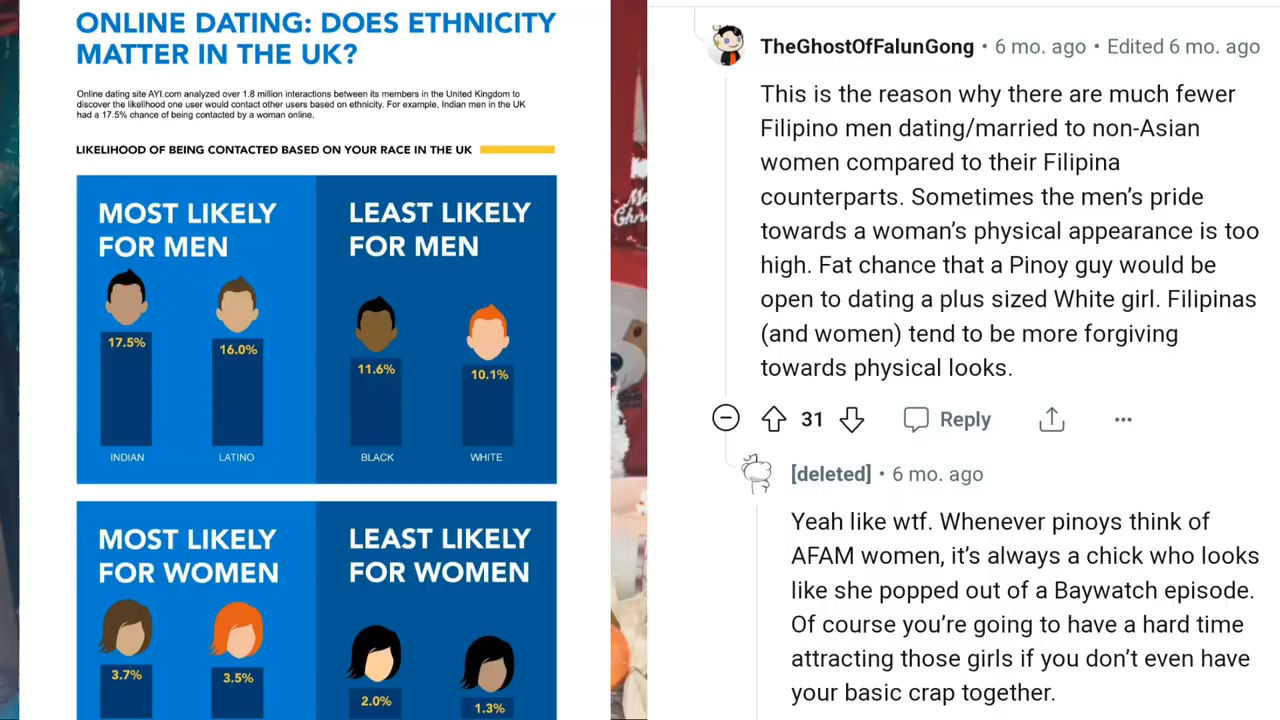 ONLINE DATING: DOES ETHNICITY
MATTER IN THE UK?
Online dating site AYI.com analyzed over 1.8 million interactions between its members in the United Kingdom to
discover the likelihood one user would contact other users based on ethnicity. For example, Indian men in the UK
had a 17.5% chance of being contacted by a woman online.
LIKELIHOOD OF BEING CONTACTED BASED ON YOUR RACE IN THE UK
MOST LIKELY
FOR MEN
17.5%
16.0%
INDIAN
LATINO
LEAST LIKELY
FOR MEN
11.6%
10.1%
BLACK
WHITE
MOST LIKELY
FOR WOMEN
3.7%
3.5%
LEAST LIKELY
FOR WOMEN
2.0%
1.3%
TheGhostOfFalunGong • 6 mo. ago • Edited 6 mo. ago
This is the reason why there are much fewer
Filipino men dating/married to non-Asian
women compared to their Filipina
counterparts. Sometimes the men's pride
towards a woman's physical appearance is too
high. Fat chance that a Pinoy guy would be
open to dating a plus sized White girl. Filipinas
(and women) tend to be more forgiving
towards physical looks.
31
Reply
[deleted] • 6 mo. ago
Yeah like wtf. Whenever pinoys think of
AFAM women, it's always a chick who looks
like she popped out of a Baywatch episode.
Of course you're going to have a hard time
attracting those girls if you don't even have
your basic crap together.